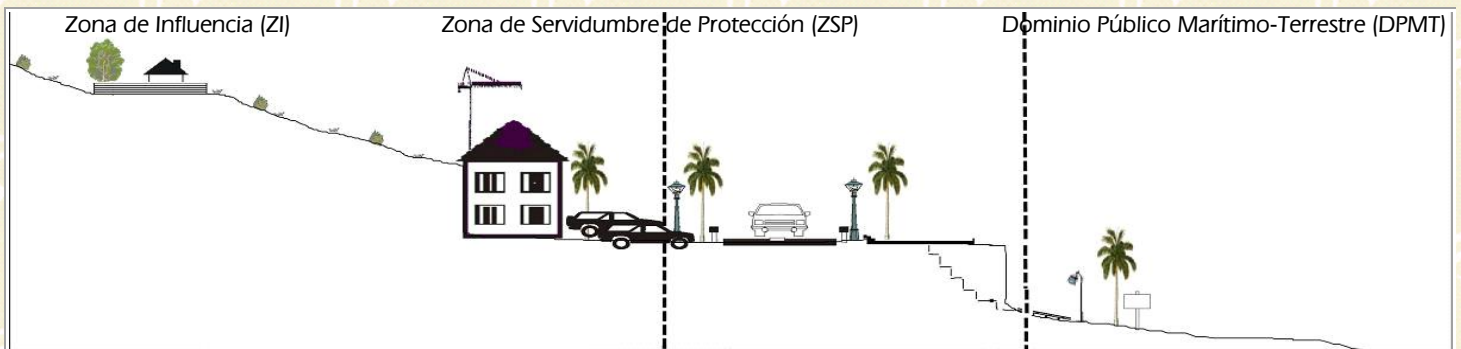 Zona de Influencia (ZI) Zona de Servidumbre de Protección (ZSP) Dominio Público Marítimo-Terrestre (DPMT)